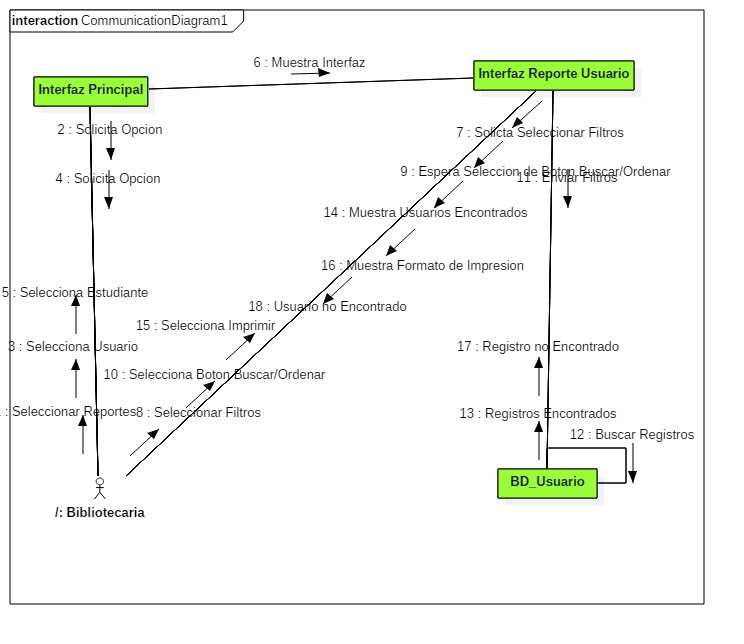 interaction CommunicationDiagram1
6 : Muestra Interfaz
Interfaz Principal
Interfaz Reporte Usuario
2 : Solicita Opcion
7 : Solicta Seleccionar Filtros
4 : Solicita Opcion
9 : Espera Seleccion de Boton Buscar/Ordenar
11 : Enviar Filtros
14 : Muestra Usuarios Encontrados
16 : Muestra Formato de Impresion
5 : Selecciona Estudiante
18 : Usuario no Encontrado
15 : Selecciona Imprimir
3 : Selecciona Usuario
17 : Registro no Encontrado
10 : Selecciona Boton Buscar/Ordenar
: Seleccionar Reportes
8 : Seleccionar Filtros
13 : Registros Encontrados
12 : Buscar Registros
BD_Usuario
/: Bibliotecaria